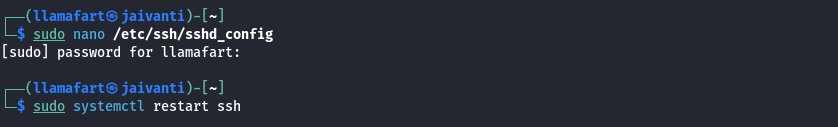 ┌──(llamafart㉿jaivanti)-[~]
└─$ sudo nano /etc/ssh/sshd_config
[sudo] password for llamafart:
┌──(llamafart㉿jaivanti)-[~]
└─$ sudo systemctl restart ssh